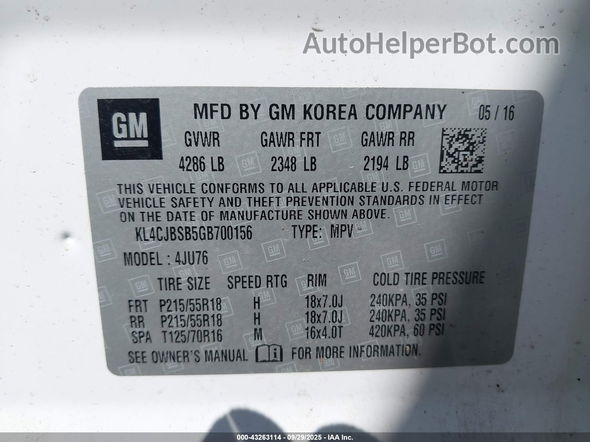 AutoHelperBot.com
GM
MFD BY GM KOREA COMPANY 05 / 16
GVWR GAWR FRT GAWR RR
4286 LB 2348 LB 2194 LB
THIS VEHICLE CONFORMS TO ALL APPLICABLE U.S. FEDERAL MOTOR
VEHICLE SAFETY AND THEFT PREVENTION STANDARDS IN EFFECT ON
THE DATE OF MANUFACTURE SHOWN ABOVE.
KL4CJBSB5GB700156 TYPE: MPV
MODEL : 4JU76
TIRE SIZE SPEED RTG RIM COLD TIRE PRESSURE
FRT P215/55R18 H 18x7.0J 240KPA, 35 PSI
RR P215/55R18 H 18x7.0J 240KPA, 35 PSI
SPA T125/70R16 M 16x4.0T 420KPA, 60 PSI
SEE OWNER'S MANUAL FOR MORE INFORMATION.
000-43263114 - 09/29/2025 - IAA Inc.